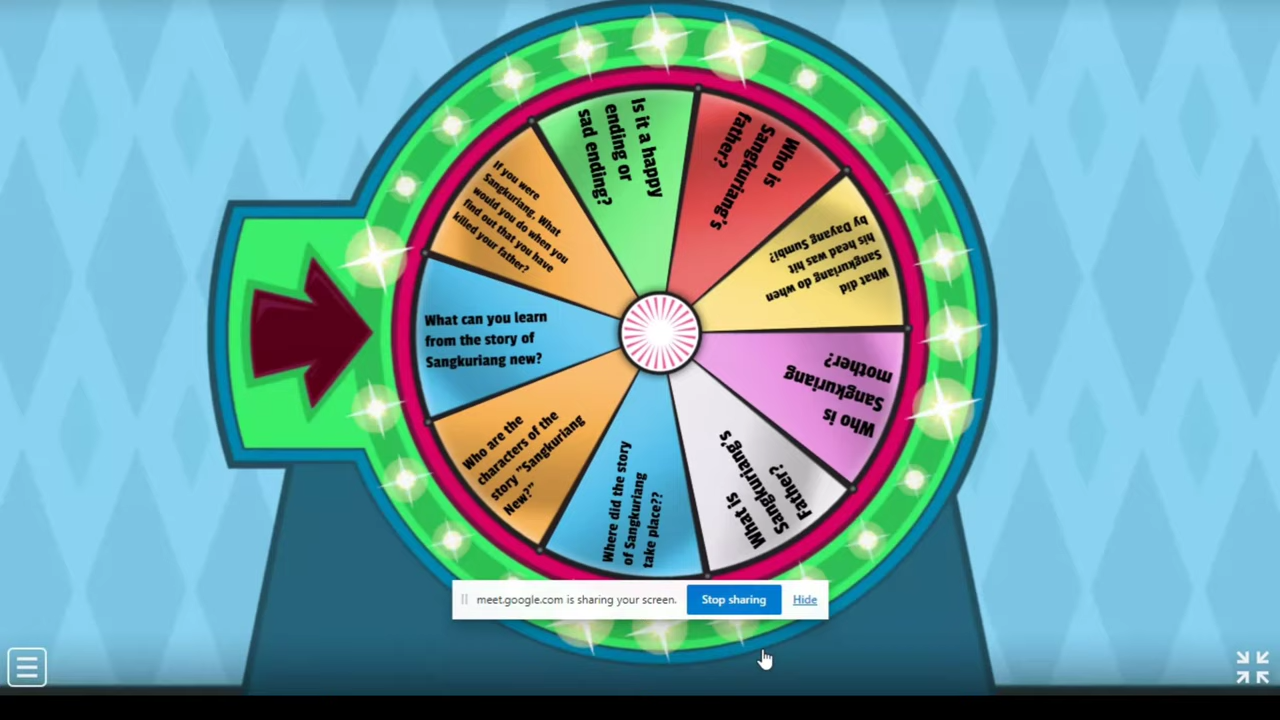 Is it a happy
ending or
sad ending?
Who is
Sangkuriang's
father?
What did
Sangkuriang do when
his head was hit
by Dayang Sumbi?
Who is
Sangkuriang
mother?
What is
Sangkuriang's
Father?
Where did the story
of Sangkuriang
take place??
Who are the
characters of the
story "Sangkuriang
New?"
What can you learn
from the story of
Sangkuriang new?
If you were
Sangkuriang, What
would you do when you
find out that you have
killed your father?
meet.google.com is sharing your screen.
Stop sharing
Hide